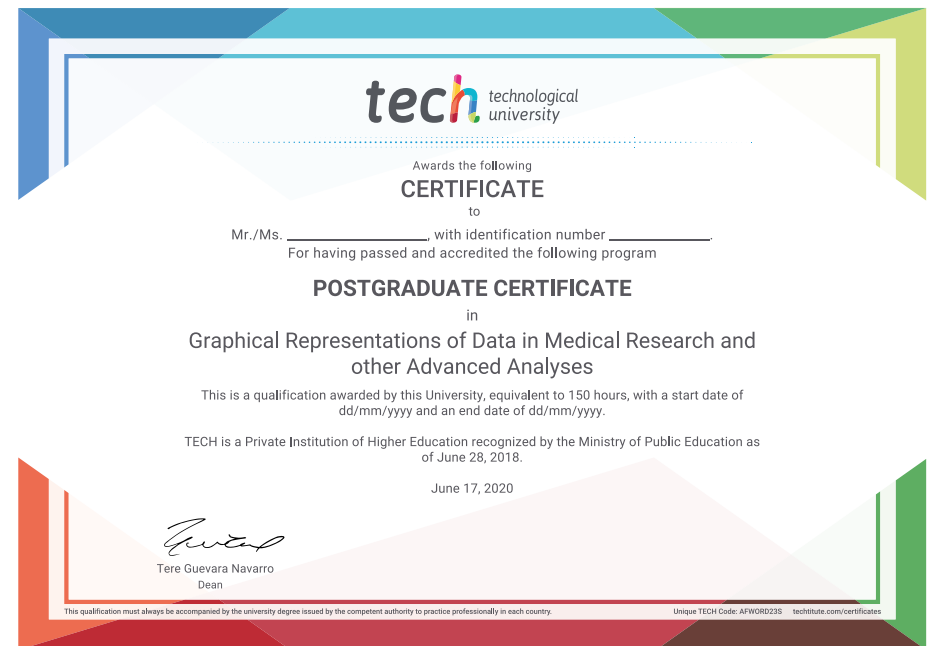 tech technological
university
Awards the following
CERTIFICATE
to
Mr./Ms. ____________, with identification number ____________.
For having passed and accredited the following program
POSTGRADUATE CERTIFICATE
in
Graphical Representations of Data in Medical Research and
other Advanced Analyses
This is a qualification awarded by this University, equivalent to 150 hours, with a start date of
dd/mm/yyyy and an end date of dd/mm/yyyy.
TECH is a Private Institution of Higher Education recognized by the Ministry of Public Education as
of June 28, 2018.
June 17, 2020
Tere Guevara Navarro
Dean
This qualification must always be accompanied by the university degree issued by the competent authority to practice professionally in each country.
Unique TECH Code: AFWORD23S techtitute.com/certificates